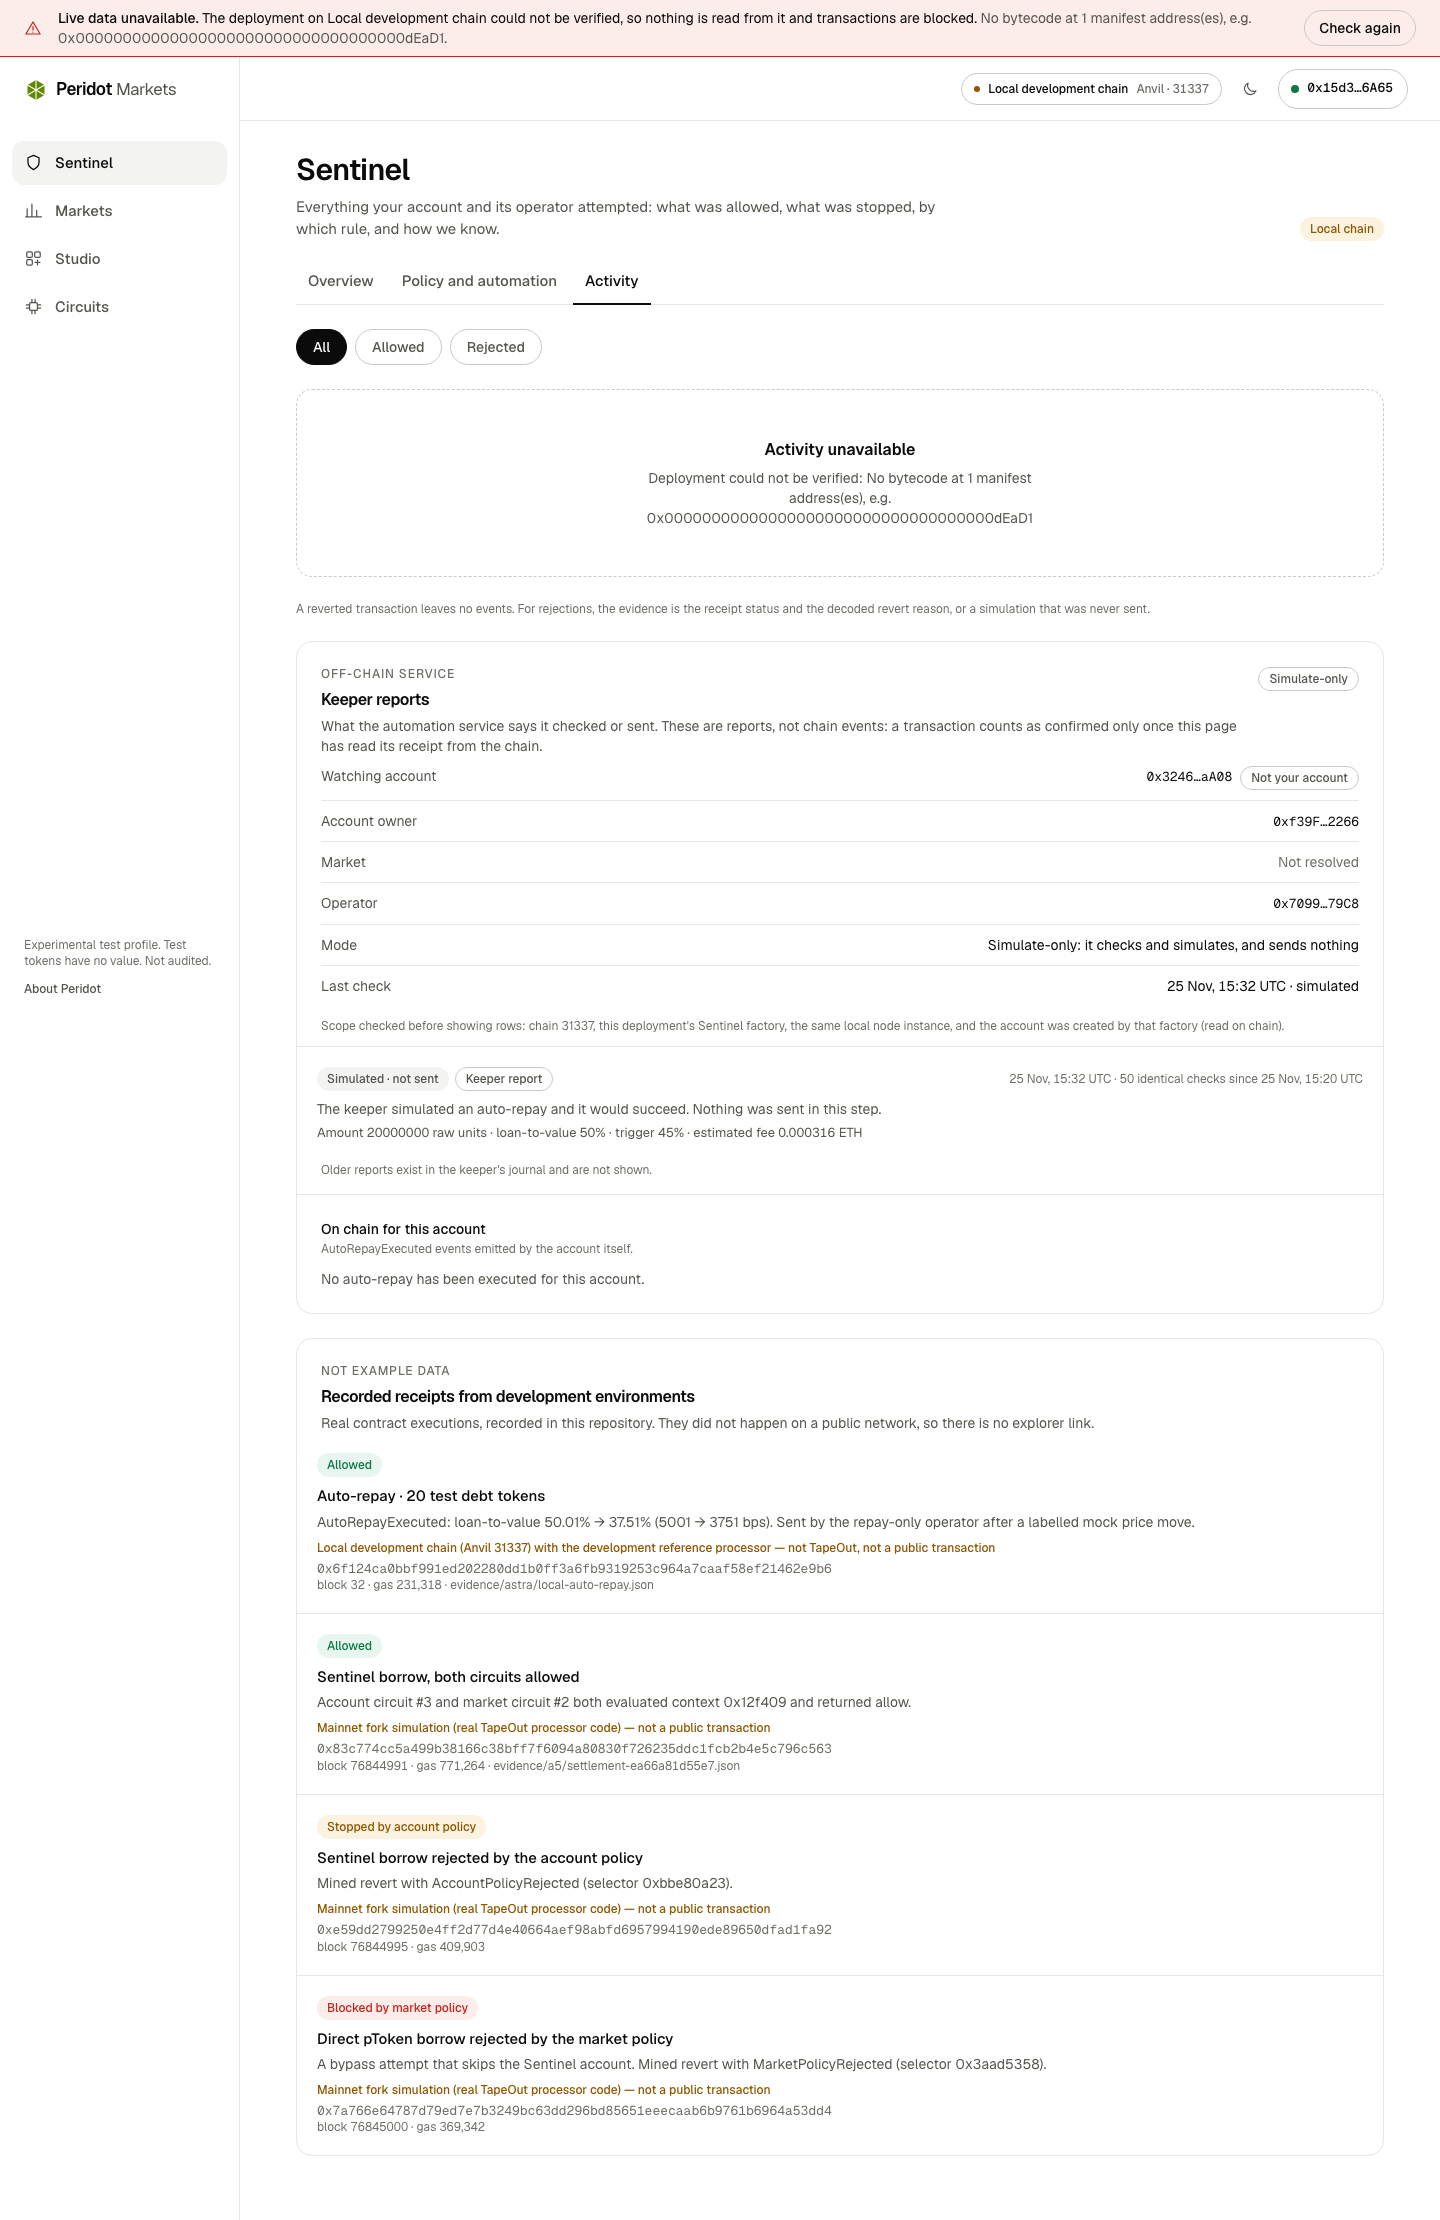 Live data unavailable. The deployment on Local development chain could not be verified, so nothing is read from it and transactions are blocked. No bytecode at 1 manifest address(es), e.g.
0x000000000000000000000000000000000000dEaD1.
Check again
Peridot Markets
Local development chain Anvil · 31337
0x15d3…6A65
Sentinel
Markets
Studio
Circuits
Experimental test profile. Test
tokens have no value. Not audited.
About Peridot
Sentinel
Everything your account and its operator attempted: what was allowed, what was stopped, by
which rule, and how we know.
Local chain
Overview Policy and automation Activity
All Allowed Rejected
Activity unavailable
Deployment could not be verified: No bytecode at 1 manifest
address(es), e.g.
0x000000000000000000000000000000000000dEaD1
A reverted transaction leaves no events. For rejections, the evidence is the receipt status and the decoded revert reason, or a simulation that was never sent.
OFF-CHAIN SERVICE
Simulate-only
Keeper reports
What the automation service says it checked or sent. These are reports, not chain events: a transaction counts as confirmed only once this page
has read its receipt from the chain.
Watching account 0x3246…aA08 Not your account
Account owner 0xf39F…2266
Market Not resolved
Operator 0x7099…79C8
Mode Simulate-only: it checks and simulates, and sends nothing
Last check 25 Nov, 15:32 UTC · simulated
Scope checked before showing rows: chain 31337, this deployment's Sentinel factory, the same local node instance, and the account was created by that factory (read on chain).
Simulated · not sent Keeper report 25 Nov, 15:32 UTC · 50 identical checks since 25 Nov, 15:20 UTC
The keeper simulated an auto-repay and it would succeed. Nothing was sent in this step.
Amount 20000000 raw units · loan-to-value 50% · trigger 45% · estimated fee 0.000316 ETH
Older reports exist in the keeper's journal and are not shown.
On chain for this account
AutoRepayExecuted events emitted by the account itself.
No auto-repay has been executed for this account.
NOT EXAMPLE DATA
Recorded receipts from development environments
Real contract executions, recorded in this repository. They did not happen on a public network, so there is no explorer link.
Allowed
Auto-repay · 20 test debt tokens
AutoRepayExecuted: loan-to-value 50.01% → 37.51% (5001 → 3751 bps). Sent by the repay-only operator after a labelled mock price move.
Local development chain (Anvil 31337) with the development reference processor — not TapeOut, not a public transaction
0x6f124ca0bbf991ed202280dd1b0ff3a6fb9319253c964a7caaf58ef21462e9b6
block 32 · gas 231,318 · evidence/astra/local-auto-repay.json
Allowed
Sentinel borrow, both circuits allowed
Account circuit #3 and market circuit #2 both evaluated context 0x12f409 and returned allow.
Mainnet fork simulation (real TapeOut processor code) — not a public transaction
0x83c774cc5a499b38166c38bff7f6094a80830f726235ddc1fcb2b4e5c796c563
block 76844991 · gas 771,264 · evidence/a5/settlement-ea66a81d55e7.json
Stopped by account policy
Sentinel borrow rejected by the account policy
Mined revert with AccountPolicyRejected (selector 0xbbe80a23).
Mainnet fork simulation (real TapeOut processor code) — not a public transaction
0xe59dd2799250e4ff2d77d4e40664aef98abfd6957994190ede89650dfad1fa92
block 76844995 · gas 409,903
Blocked by market policy
Direct pToken borrow rejected by the market policy
A bypass attempt that skips the Sentinel account. Mined revert with MarketPolicyRejected (selector 0x3aad5358).
Mainnet fork simulation (real TapeOut processor code) — not a public transaction
0x7a766e64787d79ed7e7b3249bc63dd296bd85651eeecaab6b9761b6964a53dd4
block 76845000 · gas 369,342